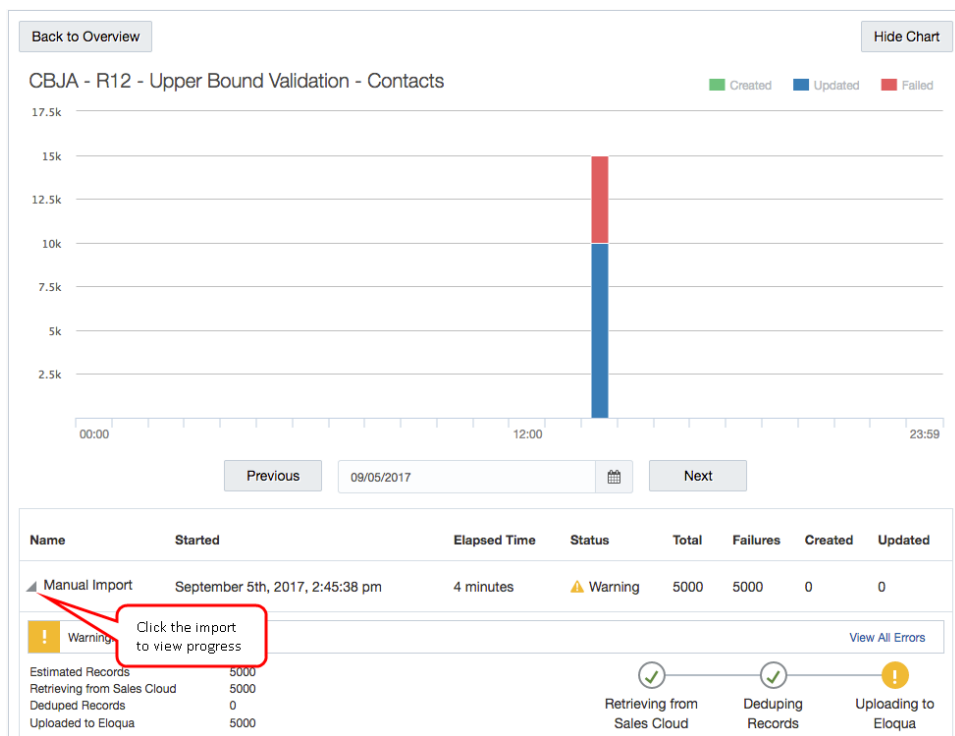 Back to Overview
Hide Chart
CBJA - R12 - Upper Bound Validation - Contacts
Created Updated Failed
17.5k
15k
12.5k
10k
7.5k
5k
2.5k
00:00 12:00 23:59
Previous 09/05/2017 Next
Name Started Elapsed Time Status Total Failures Created Updated
Manual Import September 5th, 2017, 2:45:38 pm 4 minutes Warning 5000 5000 0 0
Click the import
to view progress
Warning View All Errors
Estimated Records 5000
Retrieving from Sales Cloud 5000
Deduped Records 0
Uploaded to Eloqua 5000
Retrieving from
Sales Cloud
Deduping
Records
Uploading to
Eloqua